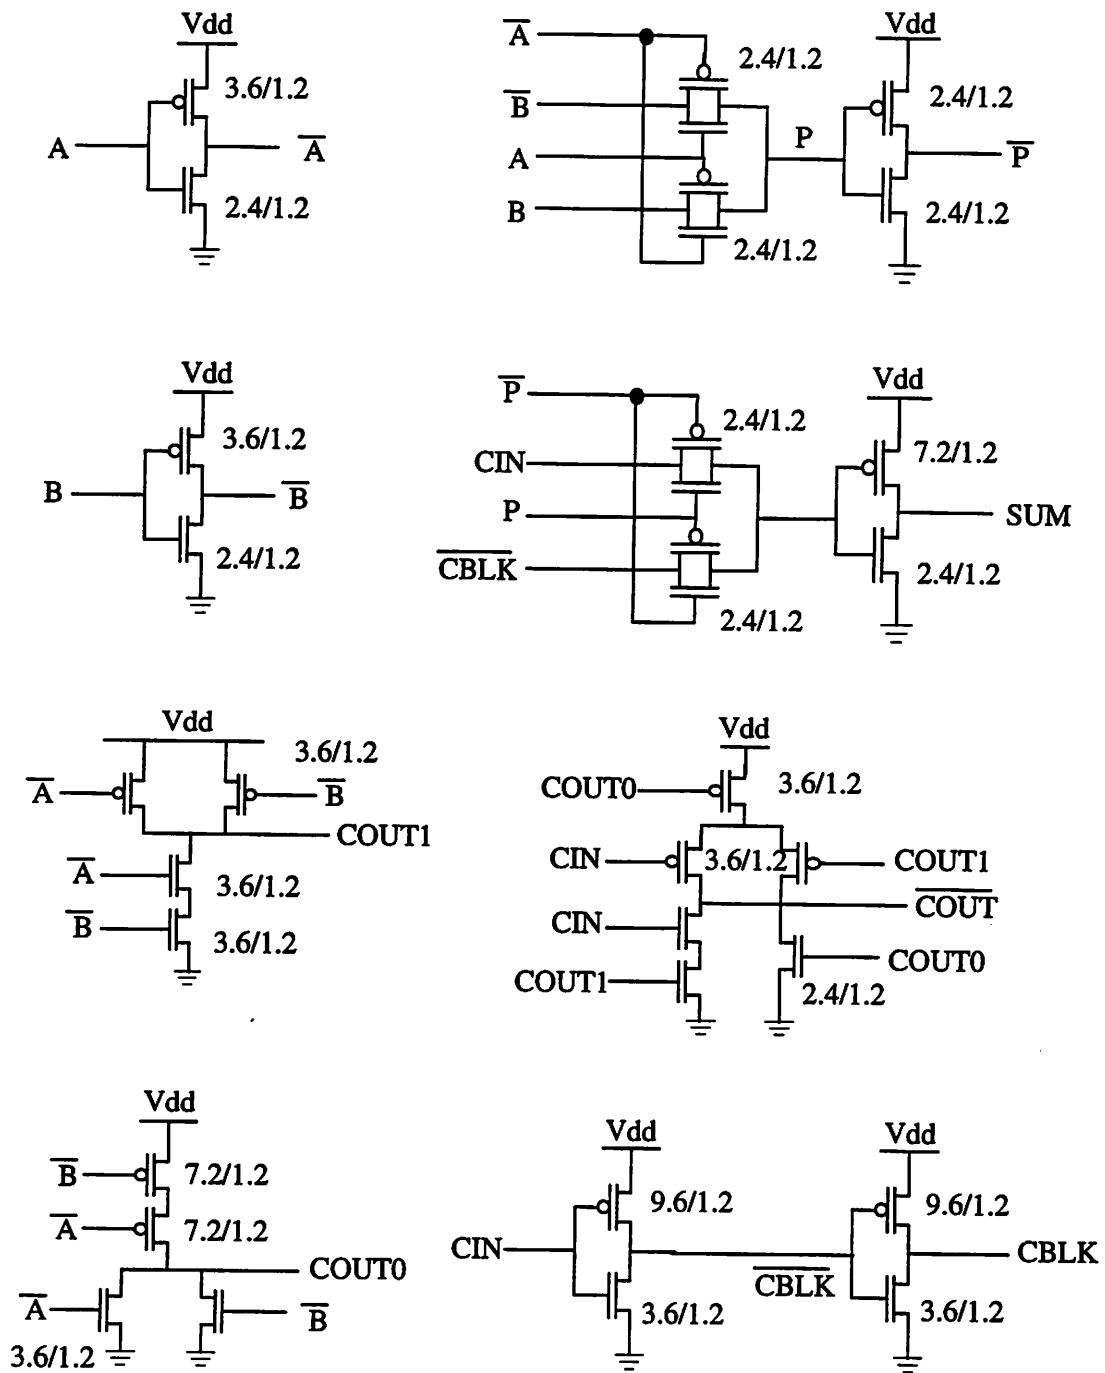 Vdd
3.6/1.2
A
A̅
2.4/1.2
A̅
2.4/1.2
B̅
A
B
2.4/1.2
P
Vdd
2.4/1.2
P̅
2.4/1.2
Vdd
3.6/1.2
B
B̅
2.4/1.2
P̅
2.4/1.2
CIN
P
C̅B̅L̅K̅
2.4/1.2
Vdd
7.2/1.2
SUM
2.4/1.2
Vdd
3.6/1.2
A̅
B̅
COUT1
A̅
3.6/1.2
B̅
3.6/1.2
Vdd
COUT0
3.6/1.2
CIN
3.6/1.2
COUT1
C̅O̅U̅T̅
CIN
COUT1
COUT0
2.4/1.2
Vdd
B̅
7.2/1.2
A̅
7.2/1.2
COUT0
A̅
B̅
3.6/1.2
Vdd
9.6/1.2
CIN
C̅B̅L̅K̅
3.6/1.2
Vdd
9.6/1.2
CBLK
3.6/1.2